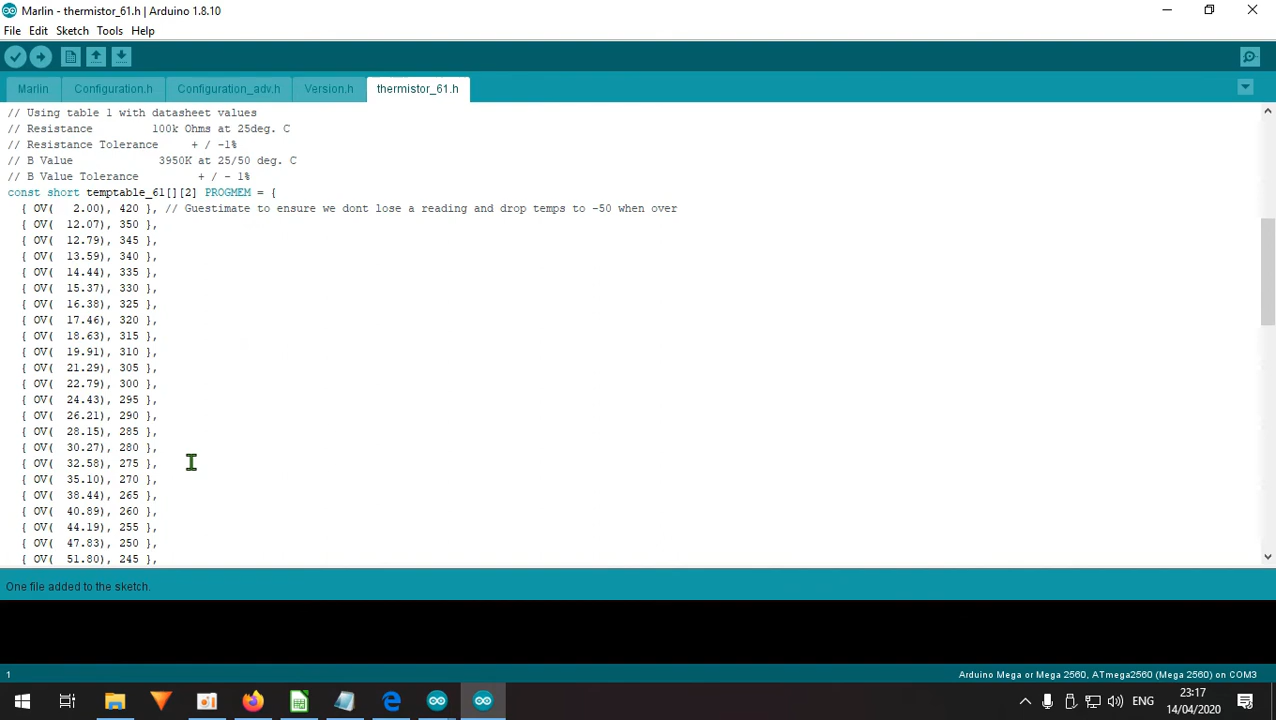 Marlin - thermistor_61.h | Arduino 1.8.10
File Edit Sketch Tools Help
Marlin Configuration.h Configuration_adv.h Version.h thermistor_61.h
// Using table 1 with datasheet values
// Resistance 100k Ohms at 25deg. C
// Resistance Tolerance + / -1%
// B Value 3950K at 25/50 deg. C
// B Value Tolerance + / - 1%
const short temptable_61[][2] PROGMEM = {
{ OV( 2.00), 420 }, // Guestimate to ensure we dont lose a reading and drop temps to -50 when over
{ OV( 12.07), 350 },
{ OV( 12.79), 345 },
{ OV( 13.59), 340 },
{ OV( 14.44), 335 },
{ OV( 15.37), 330 },
{ OV( 16.38), 325 },
{ OV( 17.46), 320 },
{ OV( 18.63), 315 },
{ OV( 19.91), 310 },
{ OV( 21.29), 305 },
{ OV( 22.79), 300 },
{ OV( 24.43), 295 },
{ OV( 26.21), 290 },
{ OV( 28.15), 285 },
{ OV( 30.27), 280 },
{ OV( 32.58), 275 },
{ OV( 35.10), 270 },
{ OV( 38.44), 265 },
{ OV( 40.89), 260 },
{ OV( 44.19), 255 },
{ OV( 47.83), 250 },
{ OV( 51.80), 245 },
One file added to the sketch.
1 Arduino Mega or Mega 2560, ATmega2560 (Mega 2560) on COM3
ENG 23:17
14/04/2020